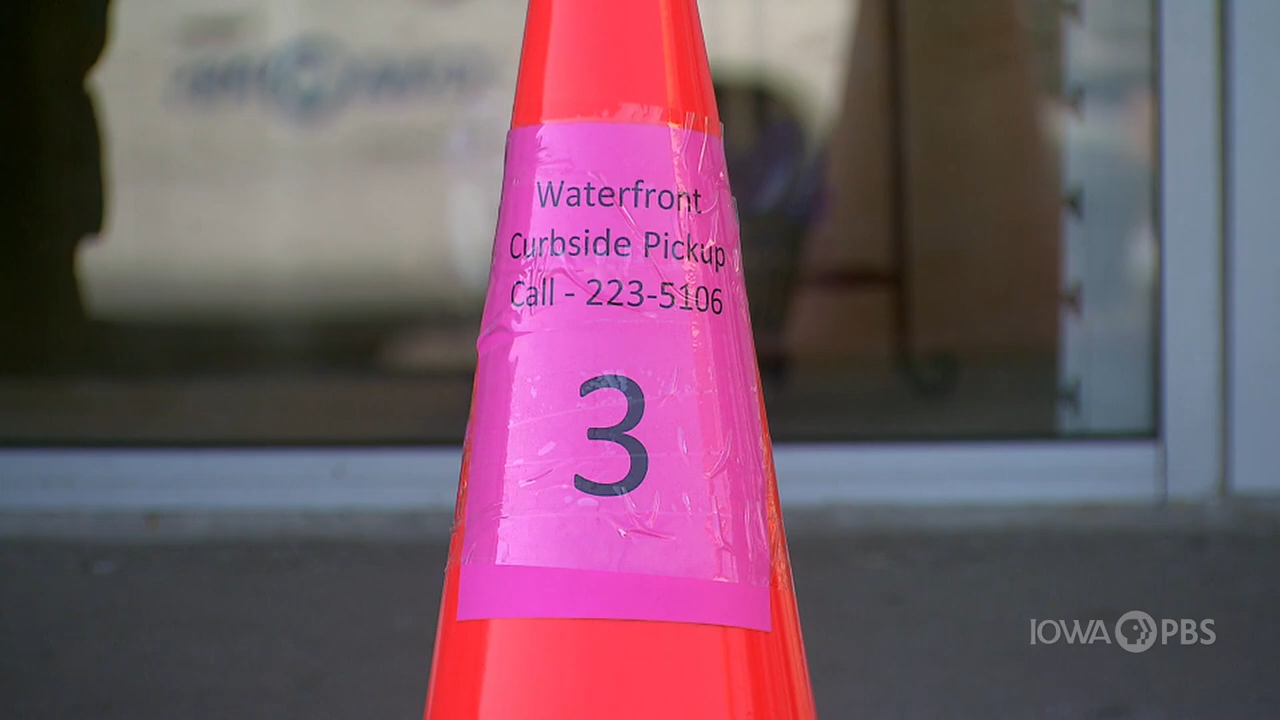 Waterfront
Curbside Pickup
Call - 223-5106
3
IOWA PBS